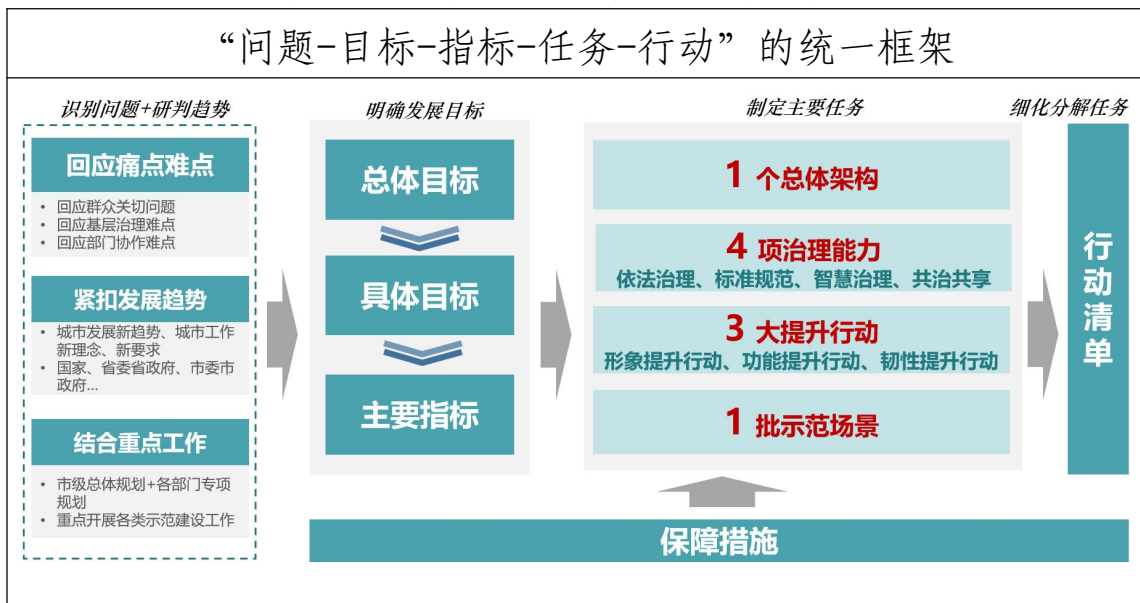 “问题-目标-指标-任务-行动”的统一框架
识别问题+研判趋势
回应痛点难点
• 回应群众关切问题
• 回应基层治理难点
• 回应部门协作难点
紧扣发展趋势
• 城市发展新趋势、城市工作
新理念、新要求
• 国家、省委省政府、市委市
政府...
结合重点工作
• 市级总体规划+各部门专项
规划
• 重点开展各类示范建设工作
明确发展目标
总体目标
具体目标
主要指标
制定主要任务
1 个总体架构
4 项治理能力
依法治理、标准规范、智慧治理、共治共享
3 大提升行动
形象提升行动、功能提升行动、韧性提升行动
1 批示范场景
细化分解任务
行动清单
保障措施